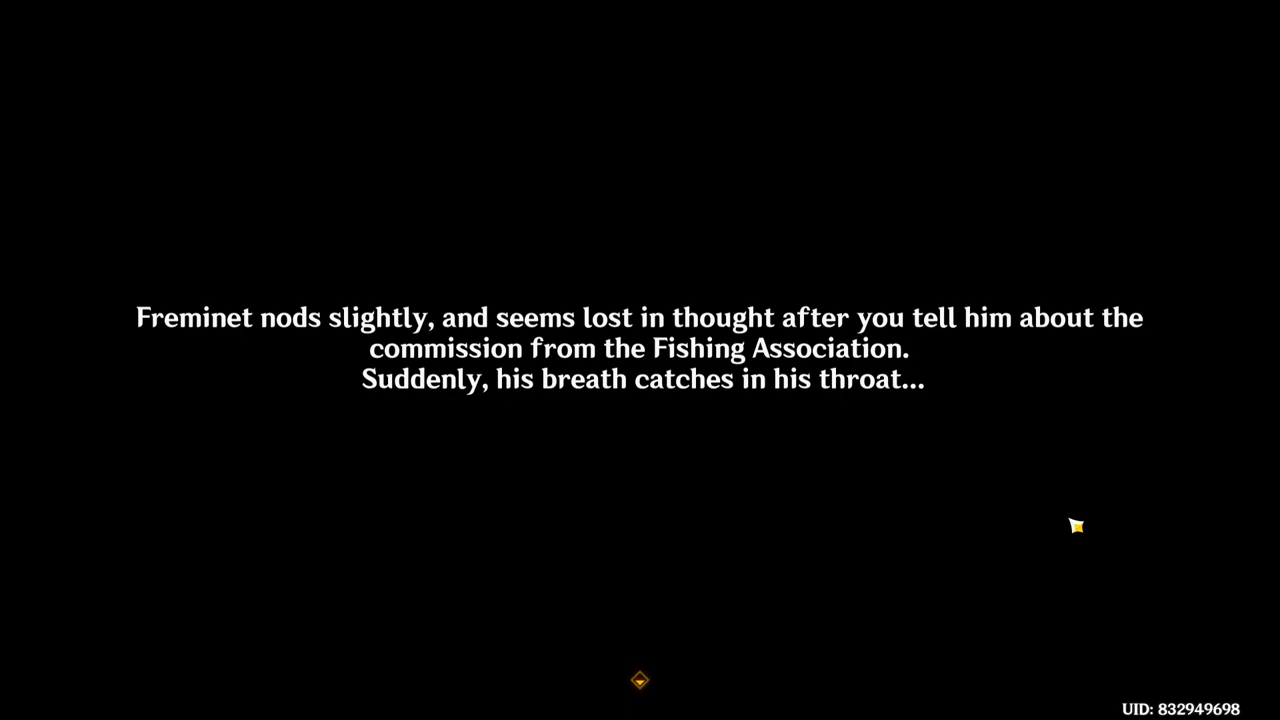 Freminet nods slightly, and seems lost in thought after you tell him about the
commission from the Fishing Association.
Suddenly, his breath catches in his throat...
UID: 832949698